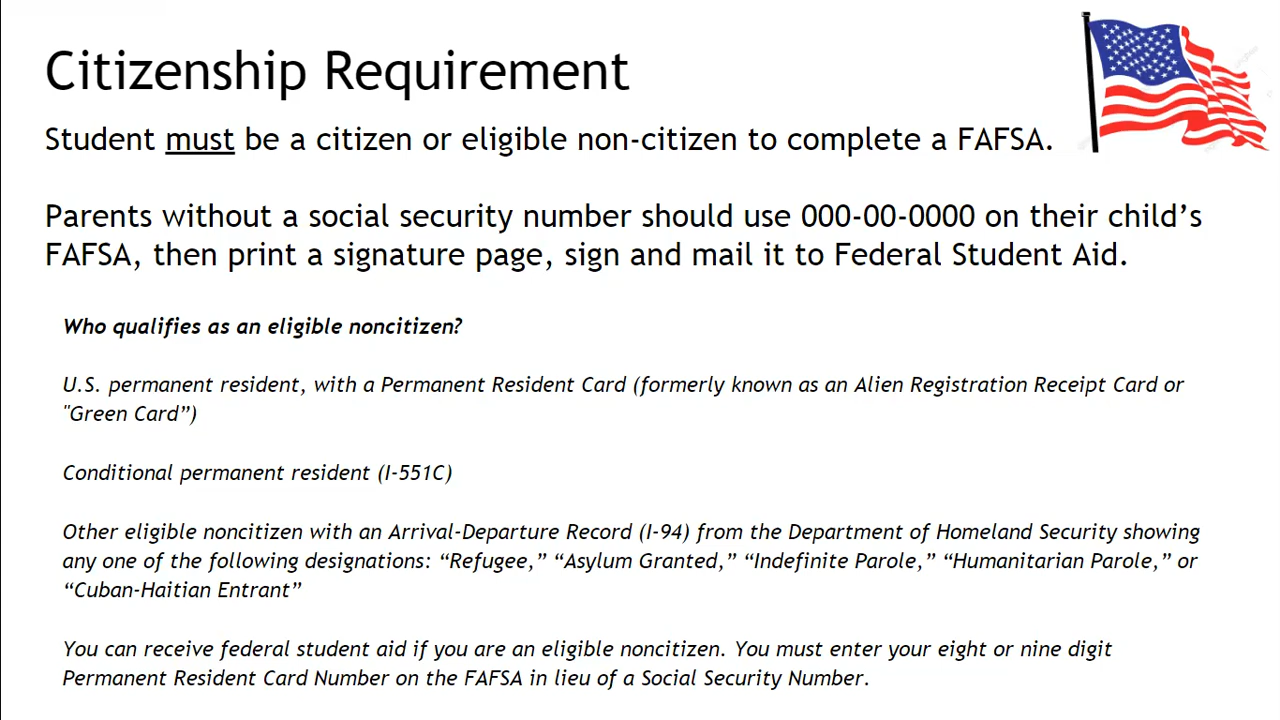 Citizenship Requirement
Student must be a citizen or eligible non-citizen to complete a FAFSA.
Parents without a social security number should use 000-00-0000 on their child’s
FAFSA, then print a signature page, sign and mail it to Federal Student Aid.
Who qualifies as an eligible noncitizen?
U.S. permanent resident, with a Permanent Resident Card (formerly known as an Alien Registration Receipt Card or
"Green Card”)
Conditional permanent resident (I-551C)
Other eligible noncitizen with an Arrival-Departure Record (I-94) from the Department of Homeland Security showing
any one of the following designations: “Refugee,” “Asylum Granted,” “Indefinite Parole,” “Humanitarian Parole,” or
“Cuban-Haitian Entrant”
You can receive federal student aid if you are an eligible noncitizen. You must enter your eight or nine digit
Permanent Resident Card Number on the FAFSA in lieu of a Social Security Number.